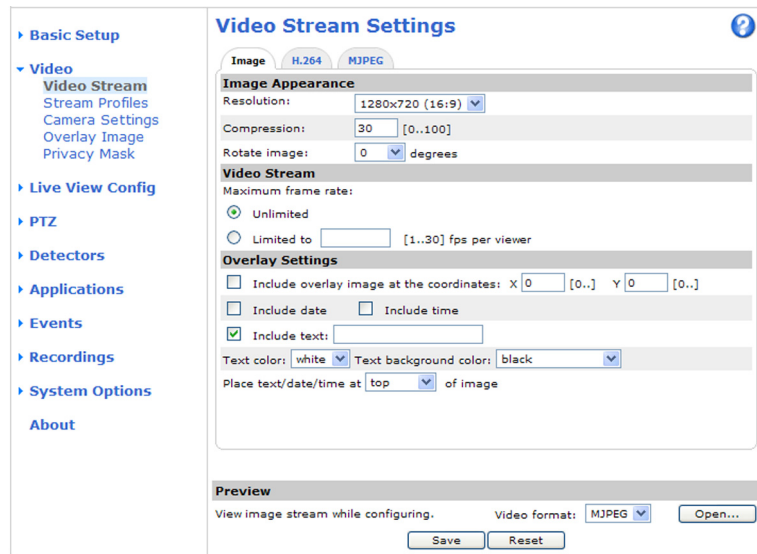 Basic Setup
Video
Video Stream
Stream Profiles
Camera Settings
Overlay Image
Privacy Mask
Live View Config
PTZ
Detectors
Applications
Events
Recordings
System Options
About
Video Stream Settings
?
Image H.264 MJPEG
Image Appearance
Resolution: 1280x720 (16:9)
Compression: 30 [0..100]
Rotate image: 0 degrees
Video Stream
Maximum frame rate:
Unlimited
Limited to [1..30] fps per viewer
Overlay Settings
Include overlay image at the coordinates: X 0 [0..] Y 0 [0..]
Include date Include time
Include text:
Text color: white Text background color: black
Place text/date/time at top of image
Preview
View image stream while configuring. Video format: MJPEG Open...
Save Reset